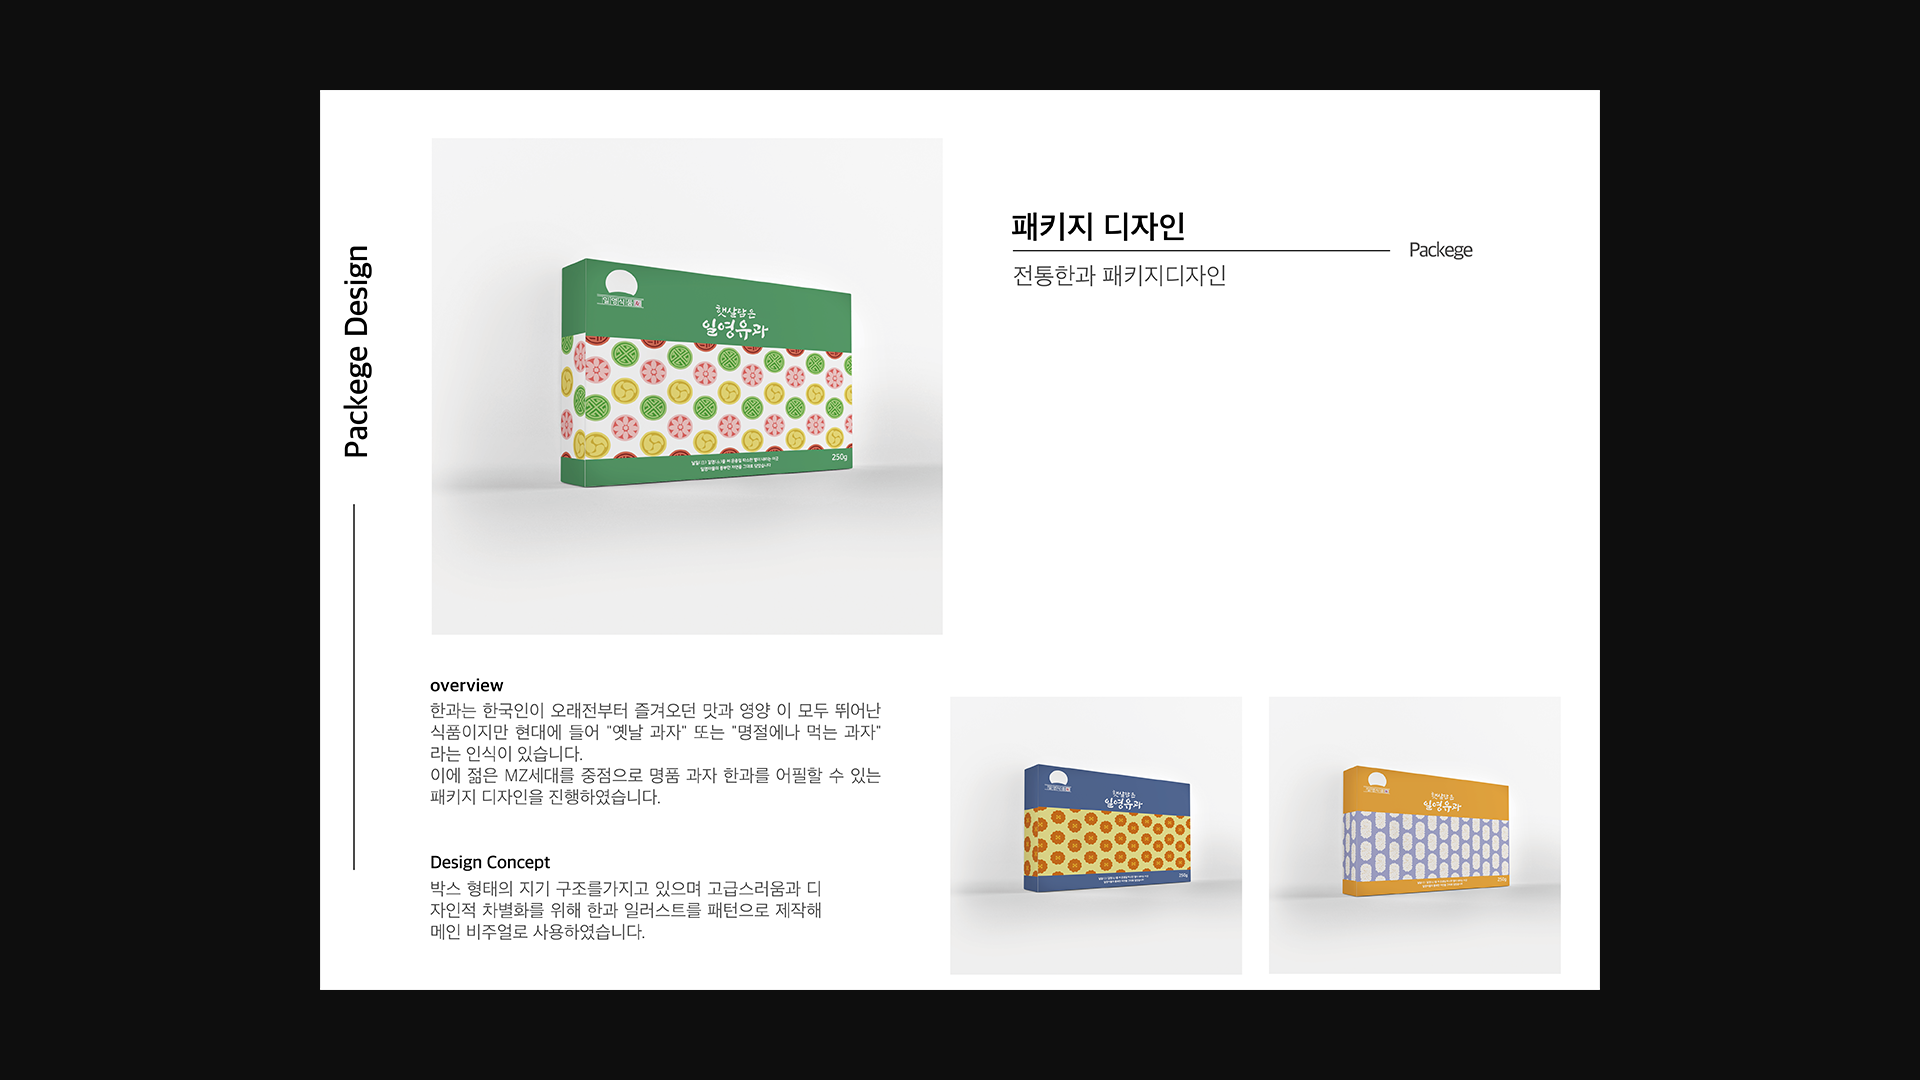 Packege Design
패키지 디자인
Packege
전통한과 패키지디자인
햇살담은
일영유과
250g
overview
한과는 한국인이 오래전부터 즐겨오던 맛과 영양 이 모두 뛰어난
식품이지만 현대에 들어 "옛날 과자" 또는 "명절에나 먹는 과자"
라는 인식이 있습니다.
이에 젊은 MZ세대를 중점으로 명품 과자 한과를 어필할 수 있는
패키지 디자인을 진행하였습니다.
Design Concept
박스 형태의 지기 구조를가지고 있으며 고급스러움과 디
자인적 차별화를 위해 한과 일러스트를 패턴으로 제작해
메인 비주얼로 사용하였습니다.
햇살담은
일영유과
250g
햇살담은
일영유과
250g